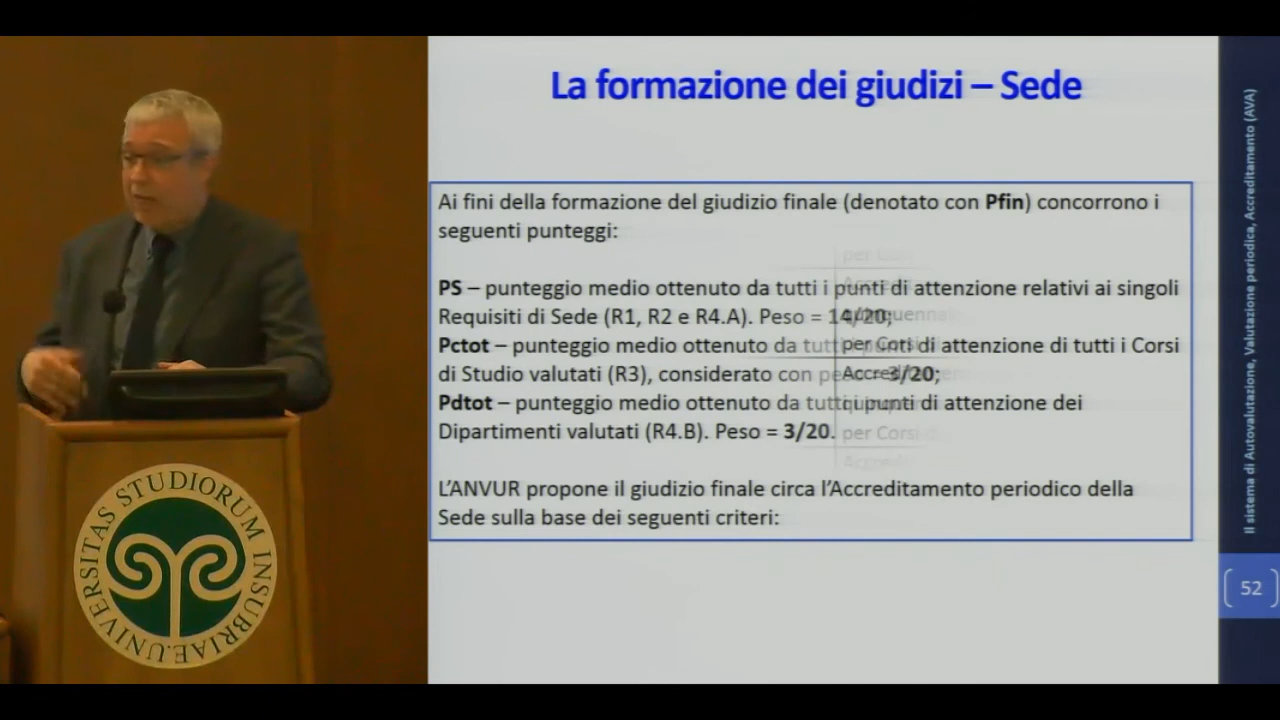 La formazione dei giudizi – Sede
Ai fini della formazione del giudizio finale (denotato con Pfin) concorrono i
seguenti punteggi:
PS – punteggio medio ottenuto da tutti i punti di attenzione relativi ai singoli
Requisiti di Sede (R1, R2 e R4.A). Peso = 14/20;
Pctot – punteggio medio ottenuto da tutti i punti di attenzione di tutti i Corsi
di Studio valutati (R3), considerato con peso = 3/20;
Pdtot – punteggio medio ottenuto da tutti i punti di attenzione dei
Dipartimenti valutati (R4.B). Peso = 3/20.
L'ANVUR propone il giudizio finale circa l'Accreditamento periodico della
Sede sulla base dei seguenti criteri:
Il sistema di Autovalutazione, Valutazione periodica, Accreditamento (AVA)
52
UNIVERSITAS STUDIORUM INSUBRIAE